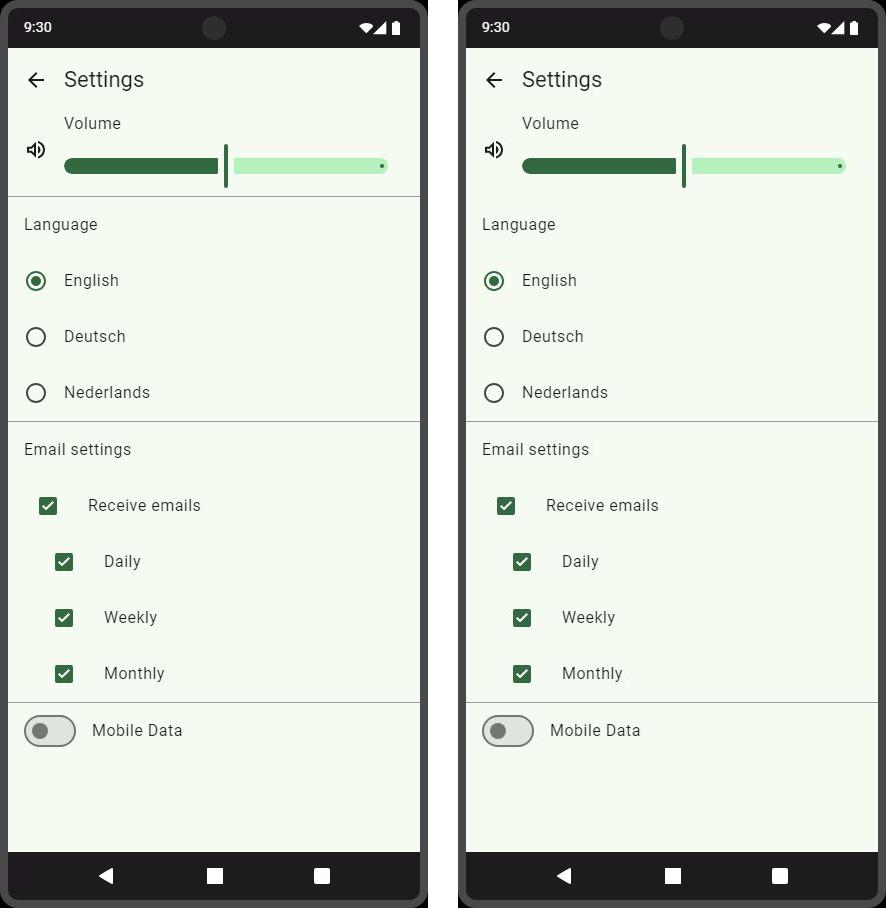 9:30
Settings
Volume
Language
English
Deutsch
Nederlands
Email settings
Receive emails
Daily
Weekly
Monthly
Mobile Data
9:30
Settings
Volume
Language
English
Deutsch
Nederlands
Email settings
Receive emails
Daily
Weekly
Monthly
Mobile Data